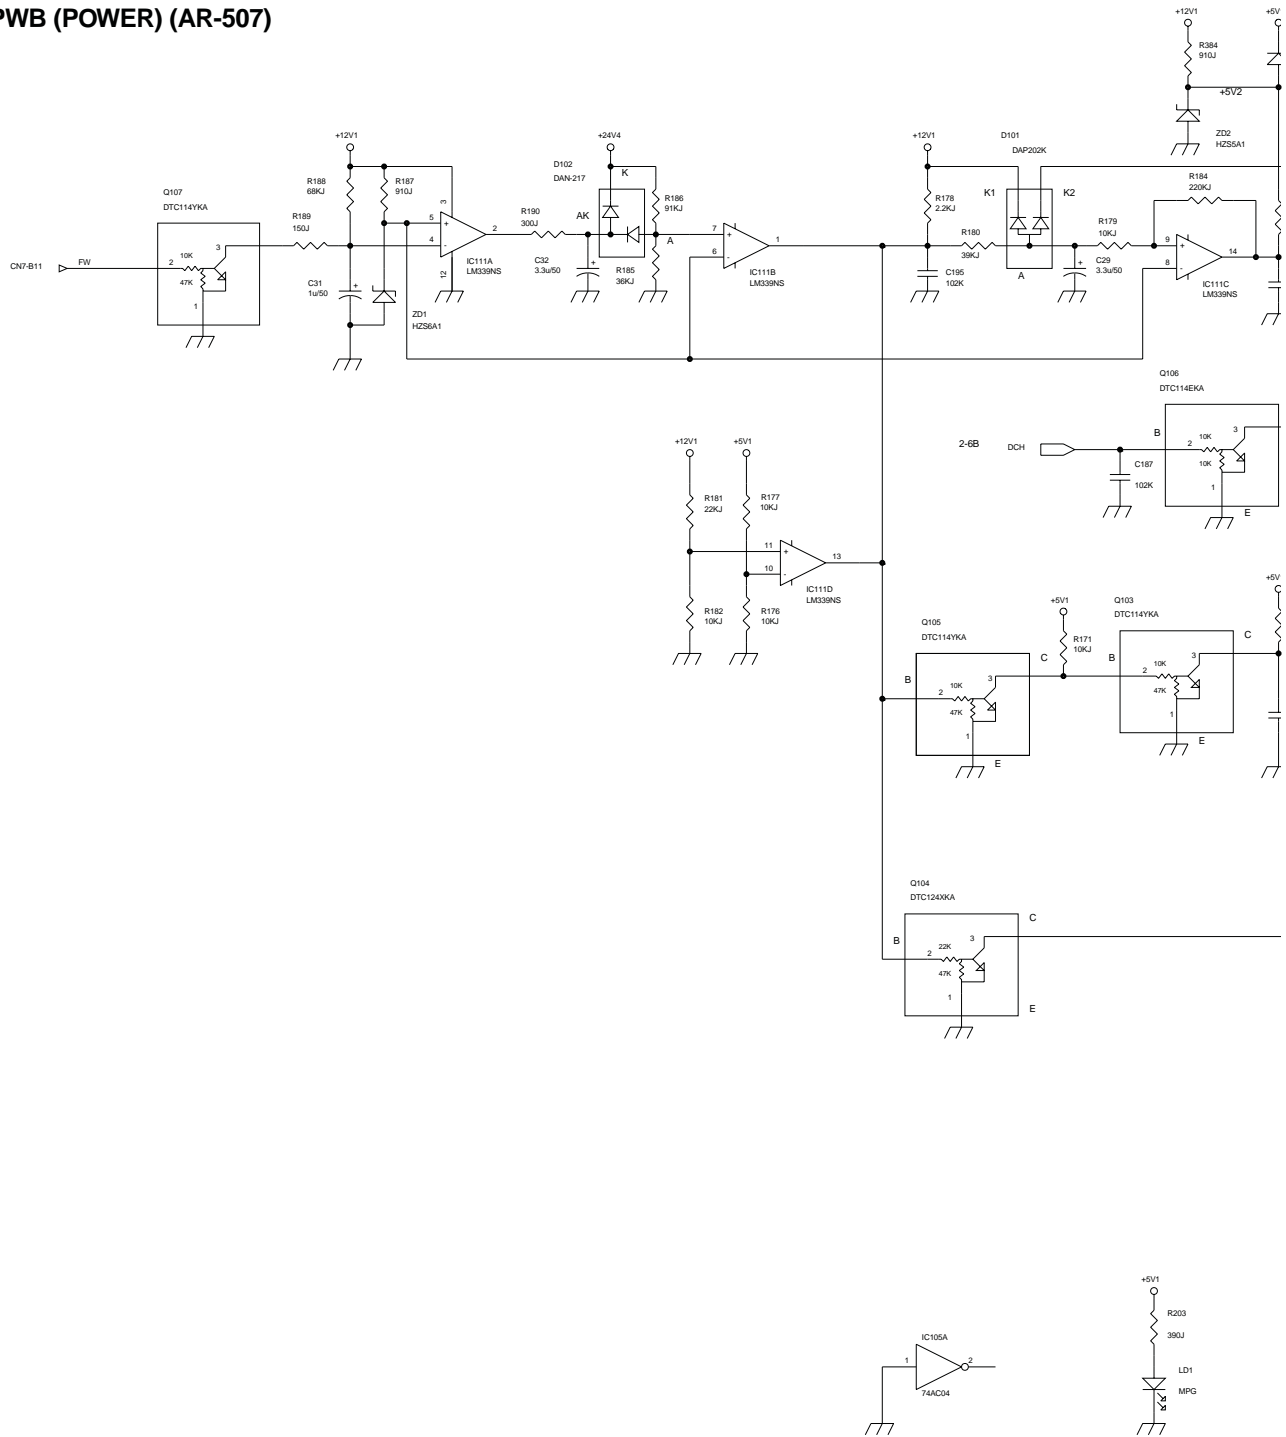 PWB (POWER) (AR-507)
+12V1
+5V
R384
910J
+5V2
ZD2
HZS5A1
+12V1
+24V4
+12V1
D101
DAP202K
D102
DAN-217
K
Q107
DTC114YKA
R188
68KJ
R187
910J
3
R186
91KJ
AK
R178
2.2KJ
K1
K2
R184
220KJ
R189
150J
R190
300J
5
+
4
-
2
7
+
6
-
1
A
R180
39KJ
R179
10KJ
9
+
8
-
14
CN7-B11
FW
10K
2
47K
3
1
12
IC111A
LM339NS
C32
3.3u/50
+
R185
36KJ
IC111B
LM339NS
C195
102K
A
+
C29
3.3u/50
IC111C
LM339NS
C31
1u/50
+
ZD1
HZS6A1
Q106
DTC114EKA
2-6B
DCH
B
2
10K
10K
3
1
E
C187
102K
+12V1
+5V1
R181
22KJ
R177
10KJ
11
+
10
-
13
IC111D
LM339NS
R182
10KJ
R176
10KJ
+5V
+5V1
Q103
DTC114YKA
Q105
DTC114YKA
R171
10KJ
C
B
2
10K
47K
3
1
E
C
B
2
10K
47K
3
1
E
Q104
DTC124XKA
C
B
2
22K
47K
3
1
E
+5V1
R203
390J
IC105A
1
2
74AC04
LD1
MPG